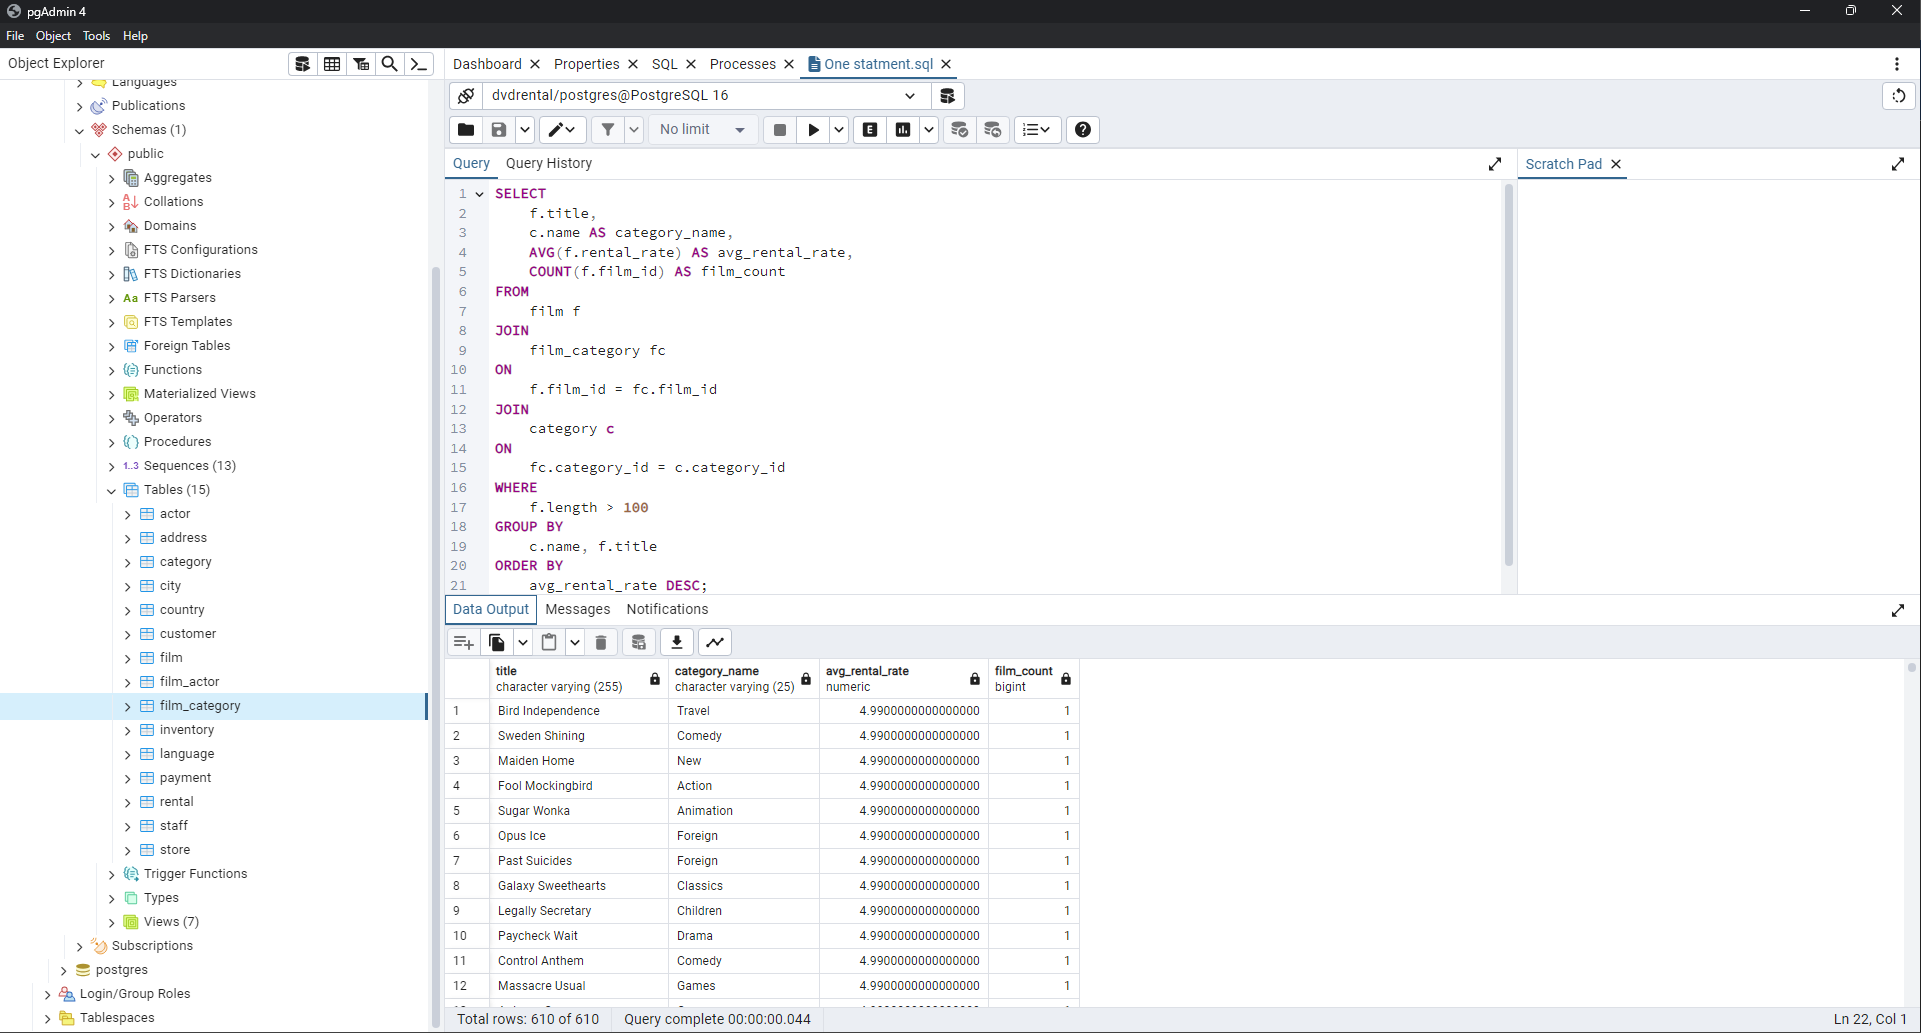 pgAdmin 4
File Object Tools Help
Object Explorer
Languages
Publications
Schemas (1)
public
Aggregates
Collations
Domains
FTS Configurations
FTS Dictionaries
Aa FTS Parsers
FTS Templates
Foreign Tables
Functions
Materialized Views
Operators
Procedures
1..3 Sequences (13)
Tables (15)
actor
address
category
city
country
customer
film
film_actor
film_category
inventory
language
payment
rental
staff
store
Trigger Functions
Types
Views (7)
Subscriptions
postgres
Login/Group Roles
Tablespaces
Dashboard Properties SQL Processes One statment.sql
dvdrental/postgres@PostgreSQL 16
No limit E
Query Query History
Scratch Pad
1 SELECT
2 f.title,
3 c.name AS category_name,
4 AVG(f.rental_rate) AS avg_rental_rate,
5 COUNT(f.film_id) AS film_count
6 FROM
7 film f
8 JOIN
9 film_category fc
10 ON
11 f.film_id = fc.film_id
12 JOIN
13 category c
14 ON
15 fc.category_id = c.category_id
16 WHERE
17 f.length > 100
18 GROUP BY
19 c.name, f.title
20 ORDER BY
21 avg_rental_rate DESC;
Data Output Messages Notifications
title category_name avg_rental_rate film_count
character varying (255) character varying (25) numeric bigint
1 Bird Independence Travel 4.9900000000000000 1
2 Sweden Shining Comedy 4.9900000000000000 1
3 Maiden Home New 4.9900000000000000 1
4 Fool Mockingbird Action 4.9900000000000000 1
5 Sugar Wonka Animation 4.9900000000000000 1
6 Opus Ice Foreign 4.9900000000000000 1
7 Past Suicides Foreign 4.9900000000000000 1
8 Galaxy Sweethearts Classics 4.9900000000000000 1
9 Legally Secretary Children 4.9900000000000000 1
10 Paycheck Wait Drama 4.9900000000000000 1
11 Control Anthem Comedy 4.9900000000000000 1
12 Massacre Usual Games 4.9900000000000000 1
Total rows: 610 of 610 Query complete 00:00:00.044
Ln 22, Col 1